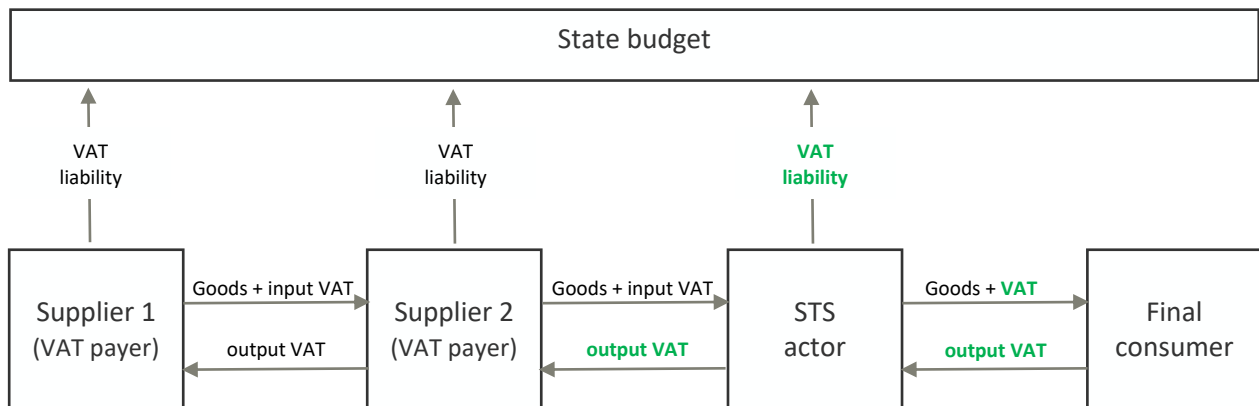 State budget
VAT
liability
VAT
liability
VAT
liability
Supplier 1
(VAT payer)
Goods + input VAT
output VAT
Supplier 2
(VAT payer)
Goods + input VAT
output VAT
STS
actor
Goods + VAT
output VAT
Final
consumer